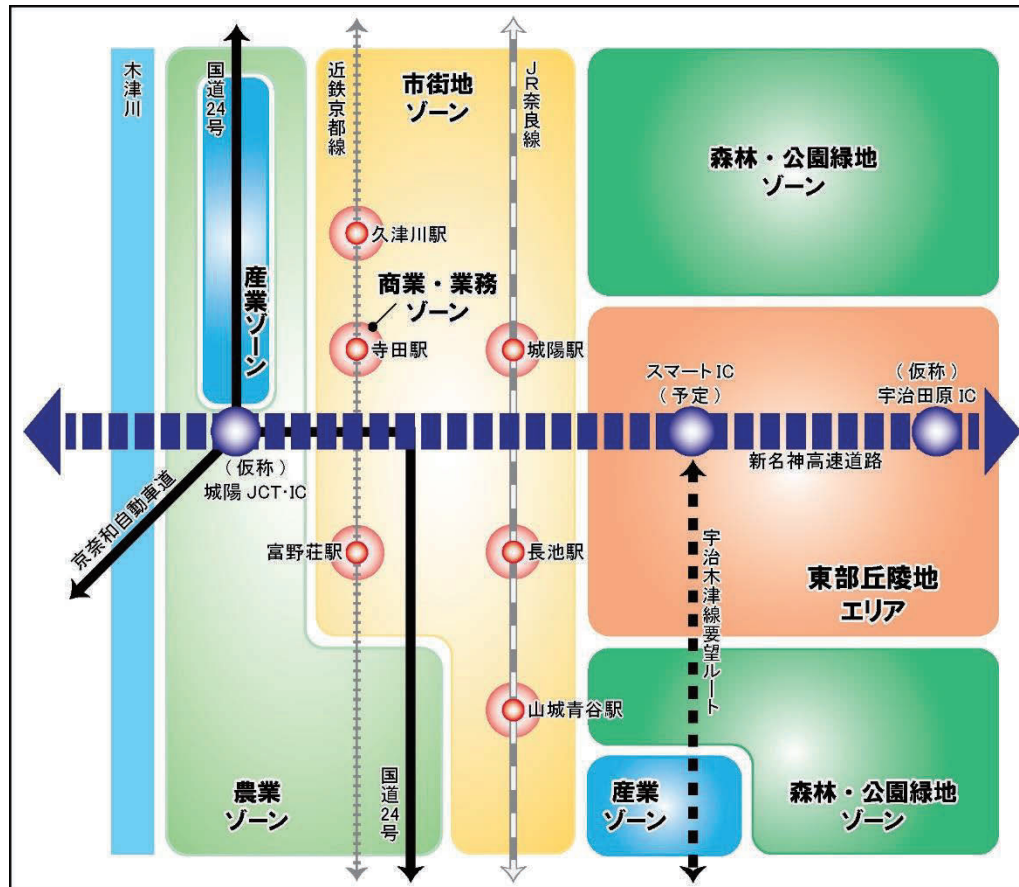 木津川
国道24号
近鉄京都線
市街地
ゾーン
JR奈良線
森林・公園緑地
ゾーン
久津川駅
産業ゾーン
商業・業務
ゾーン
寺田駅
城陽駅
スマートIC
(予定)
(仮称)
宇治田原IC
(仮称)
城陽JCT・IC
新名神高速道路
京奈和自動車道
富野荘駅
長池駅
宇治木津線要望ルート
東部丘陵地
エリア
山城青谷駅
農業
ゾーン
国道24号
産業
ゾーン
森林・公園緑地
ゾーン